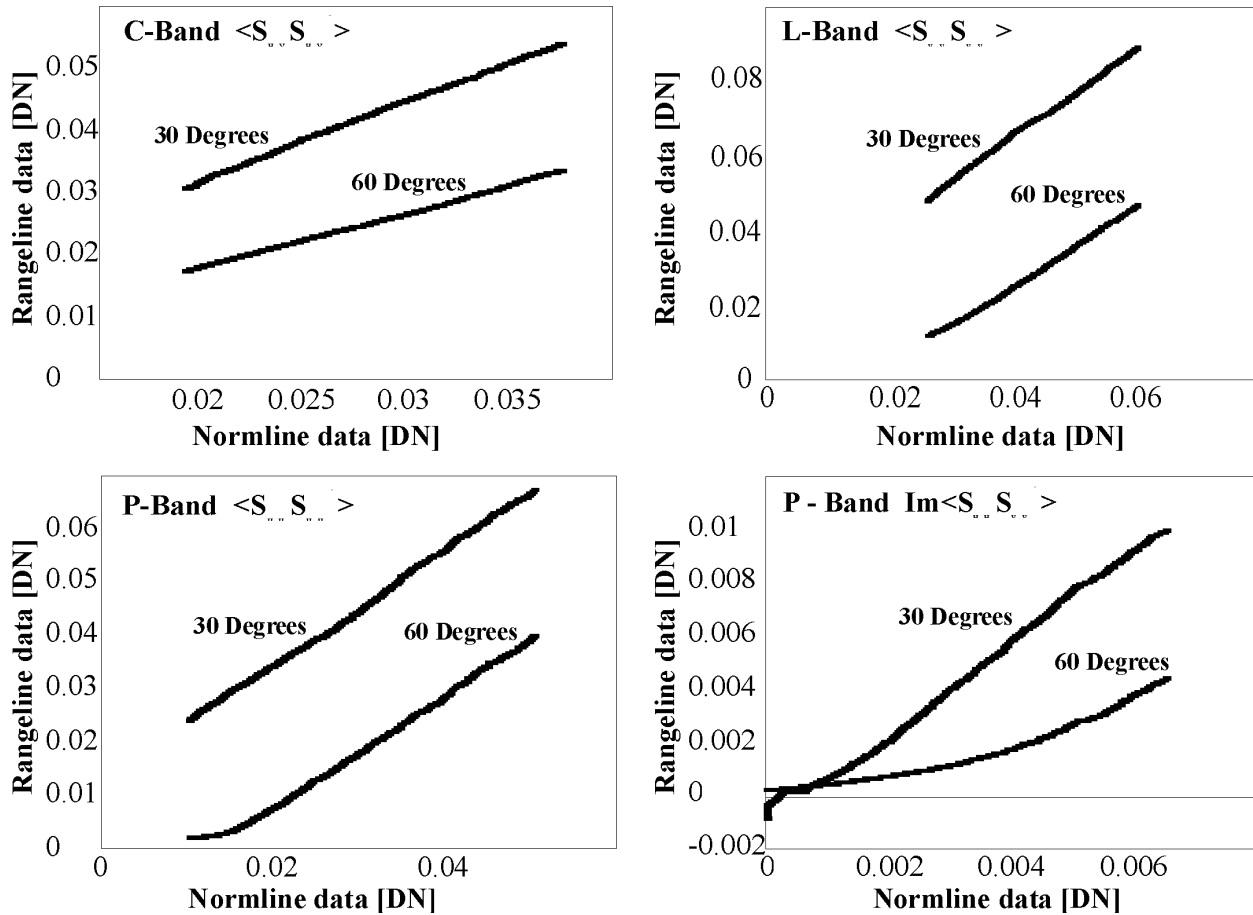 C-Band <S S >
Rangeline data [DN]
0.05
0.04
0.03
0.02
0.01
0
30 Degrees
60 Degrees
0.02 0.025 0.03 0.035
Normline data [DN]
L-Band <S S >
Rangeline data [DN]
0.08
0.06
0.04
0.02
0
30 Degrees
60 Degrees
0 0.02 0.04 0.06
Normline data [DN]
P-Band <S S >
Rangeline data [DN]
0.06
0.05
0.04
0.03
0.02
0.01
0
30 Degrees
60 Degrees
0 0.02 0.04
Normline data [DN]
P - Band Im<S S >
Rangeline data [DN]
0.01
0.008
0.006
0.004
0.002
0
-0.002
30 Degrees
60 Degrees
0 0.002 0.004 0.006
Normline data [DN]